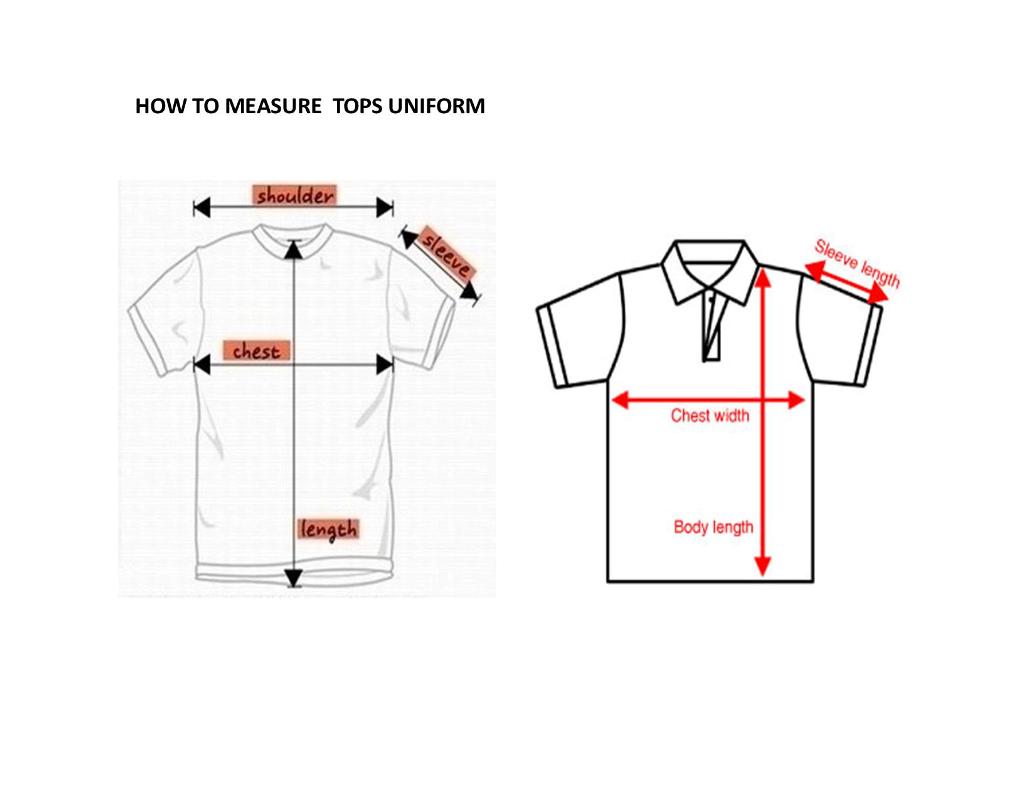 HOW TO MEASURE  TOPS UNIFORM
shoulder
sleeve
chest
length
Sleeve length
Chest width
Body length